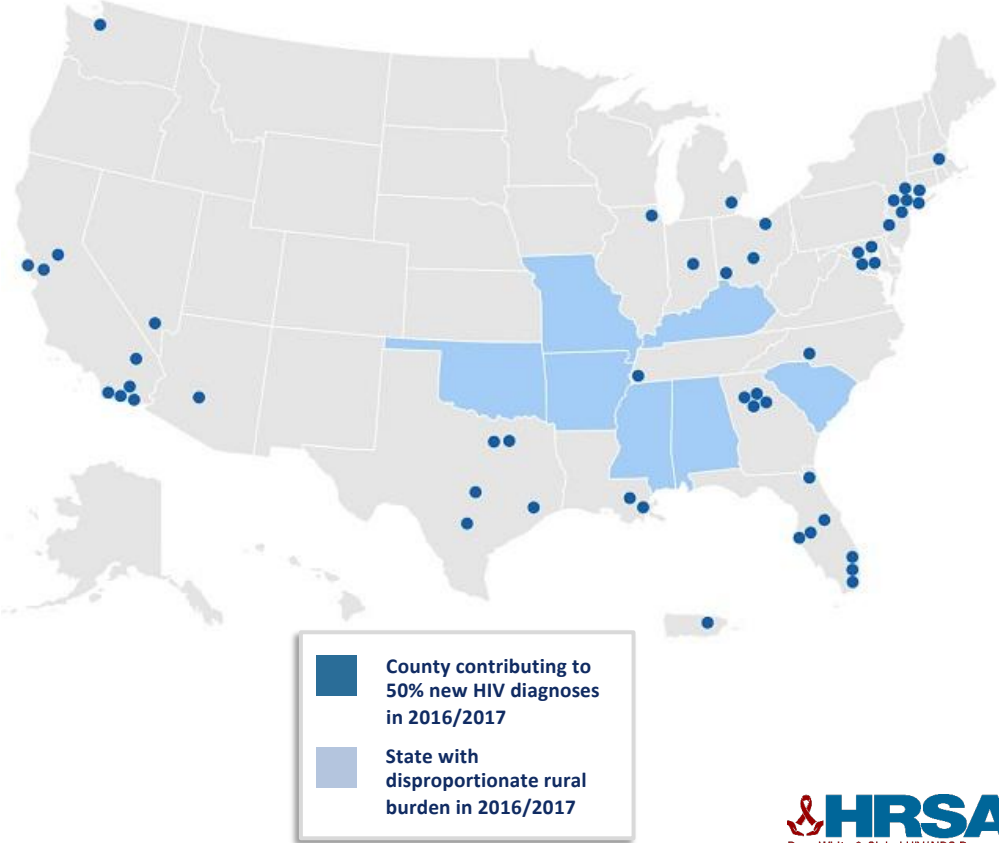 County contributing to
50% new HIV diagnoses
in 2016/2017
State with
disproportionate rural
burden in 2016/2017
HRSA